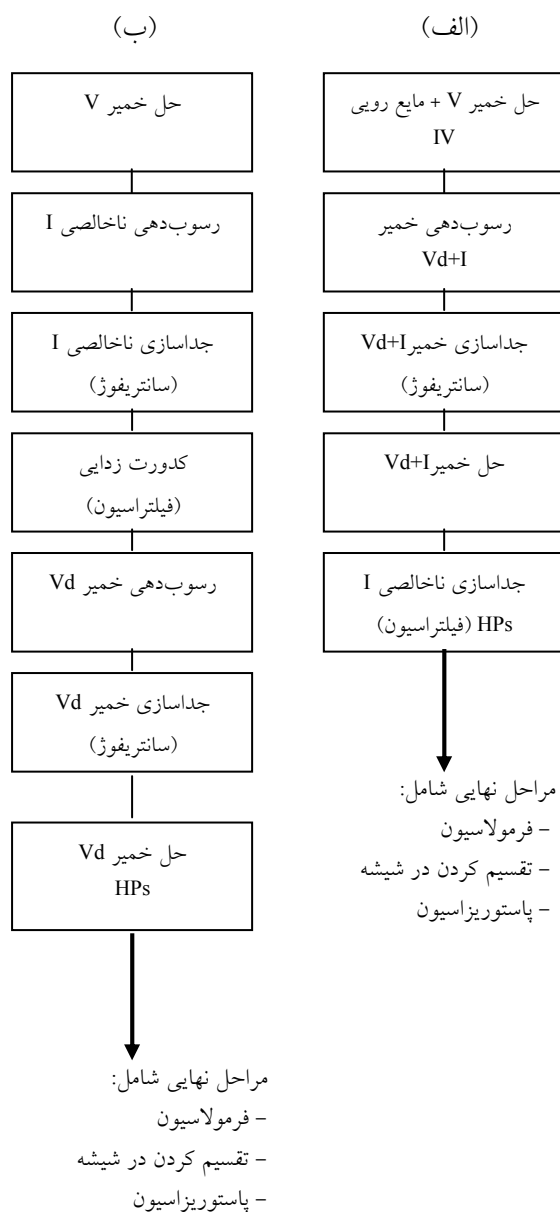 (الف)
حل خمیر V + مایع رویی
IV
رسوب‌دهی خمیر
Vd+I
جداسازی خمیرVd+I
(سانتریفوژ)
حل خمیرVd+I
جداسازی ناخالصی I
HPs (فیلتراسیون)
مراحل نهایی شامل:
- فرمولاسیون
- تقسیم کردن در شیشه
- پاستوریزاسیون
(ب)
حل خمیر V
رسوب‌دهی ناخالصی I
جداسازی ناخالصی I
(سانتریفوژ)
کدورت زدایی
(فیلتراسیون)
رسوب‌دهی خمیر Vd
جداسازی خمیر Vd
(سانتریفوژ)
حل خمیر Vd
HPs
مراحل نهایی شامل:
- فرمولاسیون
- تقسیم کردن در شیشه
- پاستوریزاسیون